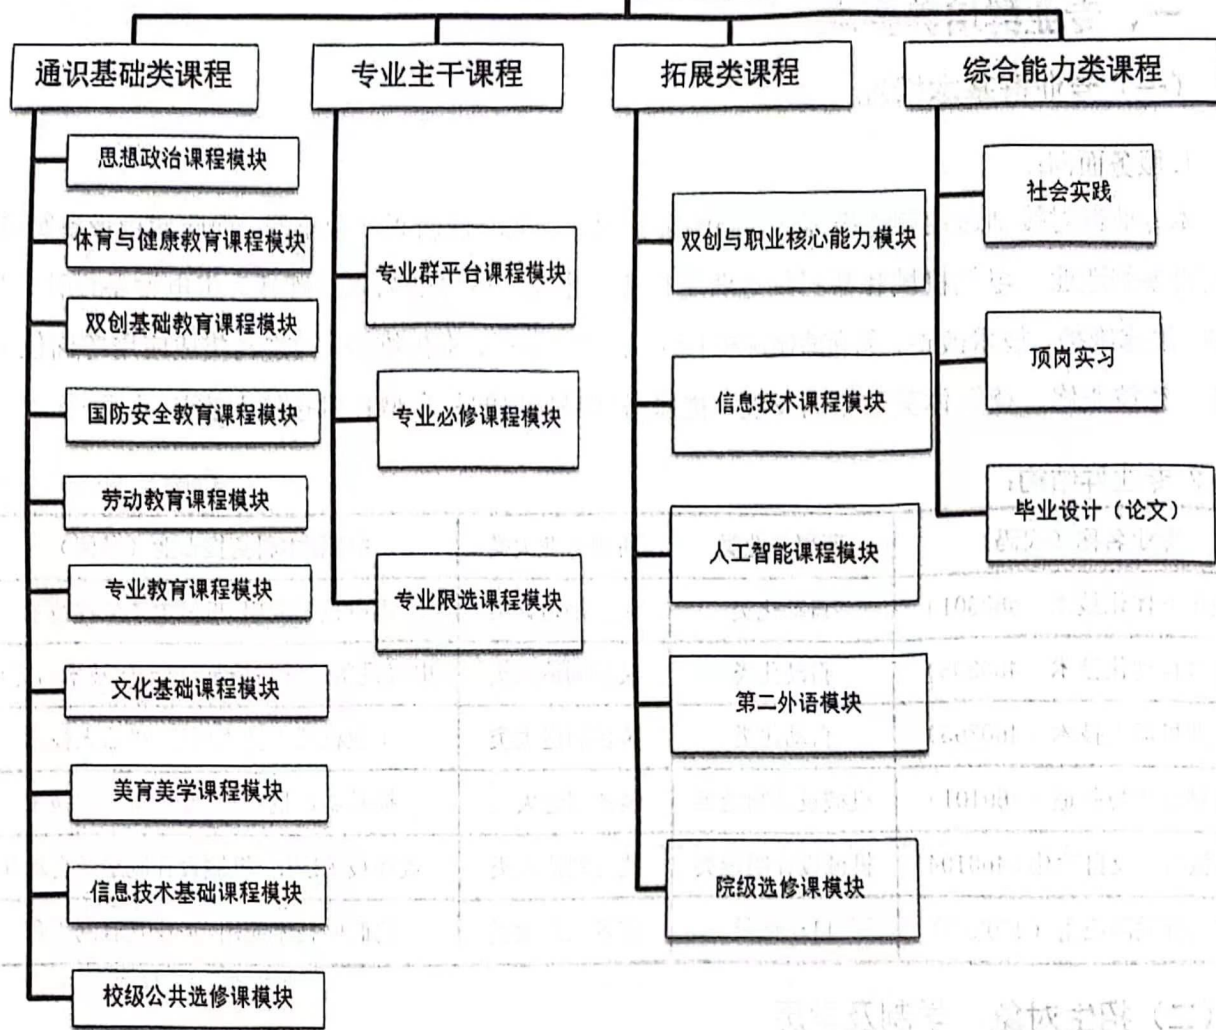 通识基础类课程
思想政治课程模块
体育与健康教育课程模块
双创基础教育课程模块
国防安全教育课程模块
劳动教育课程模块
专业教育课程模块
文化基础课程模块
美育美学课程模块
信息技术基础课程模块
校级公共选修课模块
专业主干课程
专业群平台课程模块
专业必修课程模块
专业限选课程模块
拓展类课程
双创与职业核心能力模块
信息技术课程模块
人工智能课程模块
第二外语模块
院级选修课模块
综合能力类课程
社会实践
顶岗实习
毕业设计（论文）